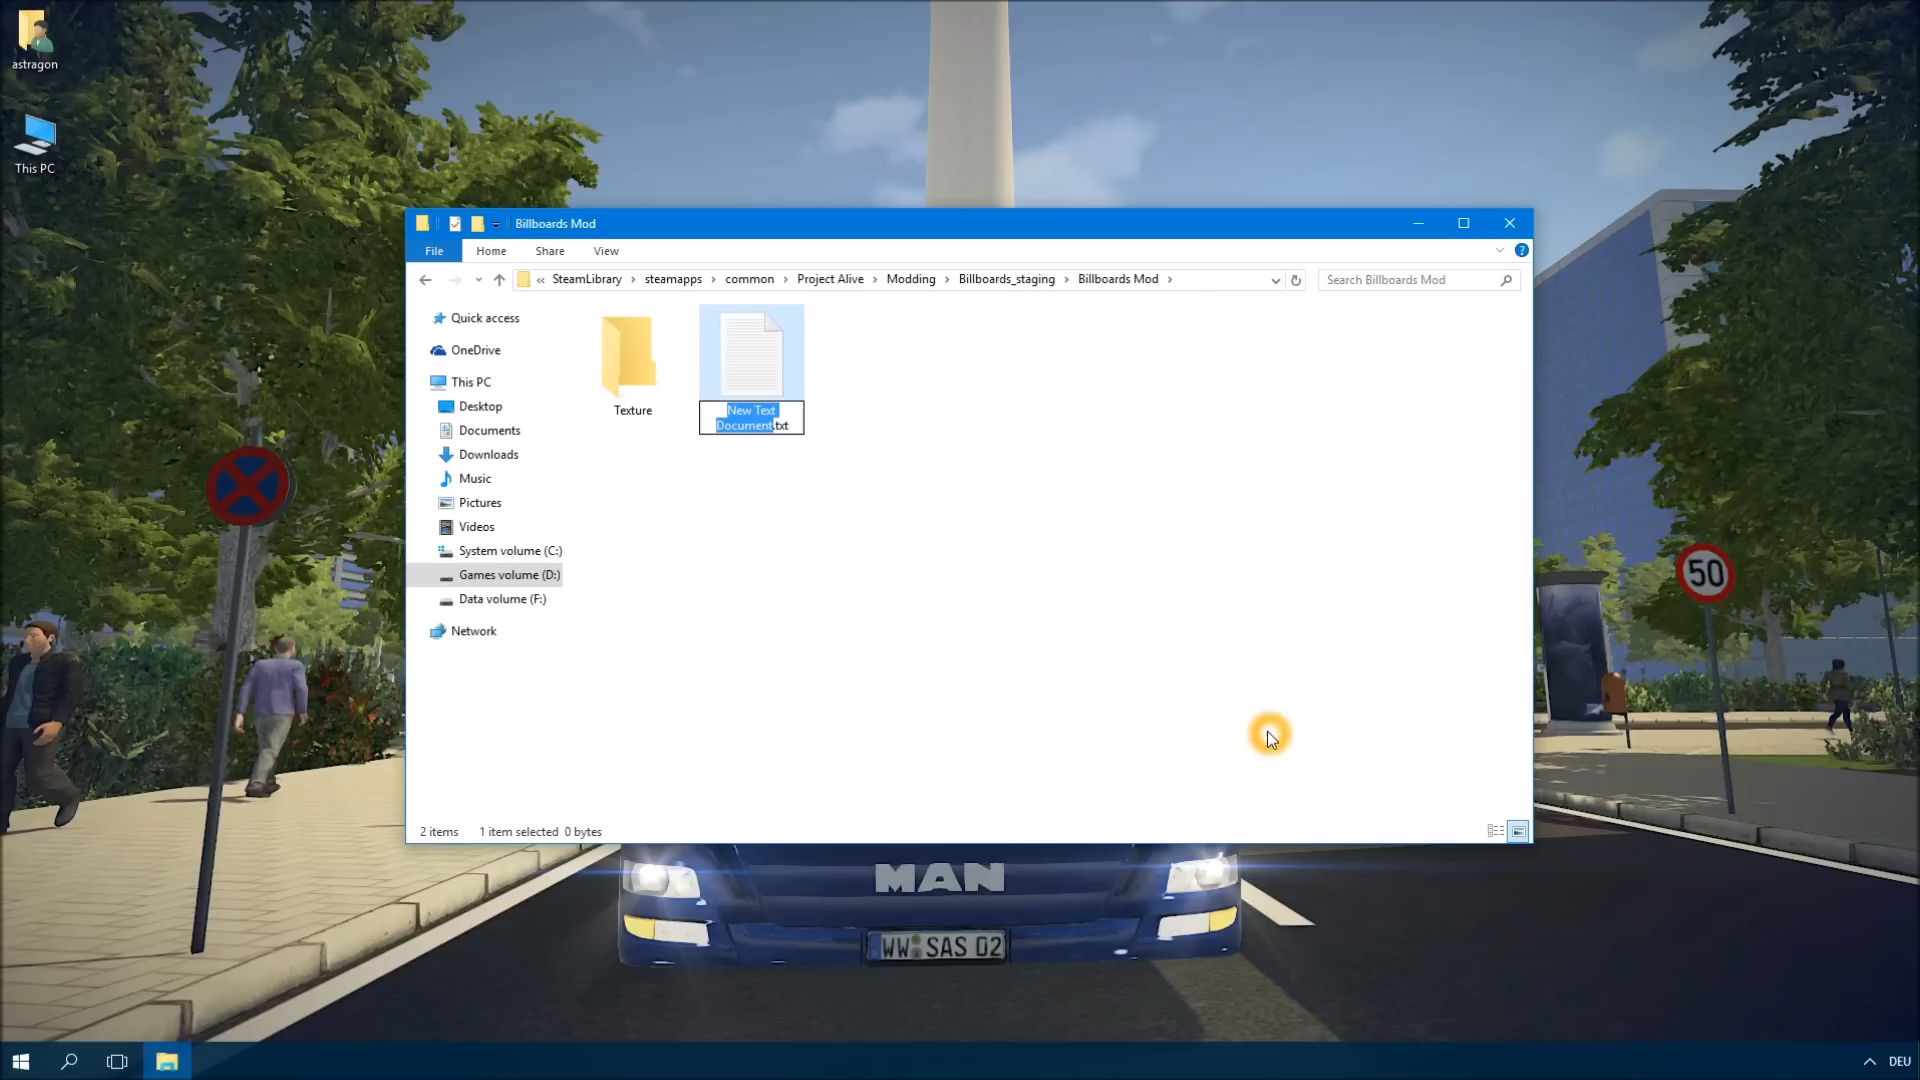 astragon
This PC
Billboards Mod
File
Home
Share
View
?
« SteamLibrary > steamapps > common > Project Alive > Modding > Billboards_staging > Billboards Mod >
Search Billboards Mod
Quick access
OneDrive
This PC
Desktop
Documents
Downloads
Music
Pictures
Videos
System volume (C:)
Games volume (D:)
Data volume (F:)
Network
Texture
New Text
Document.txt
2 items
1 item selected 0 bytes
50
MAN
WW SAS 02
DEU